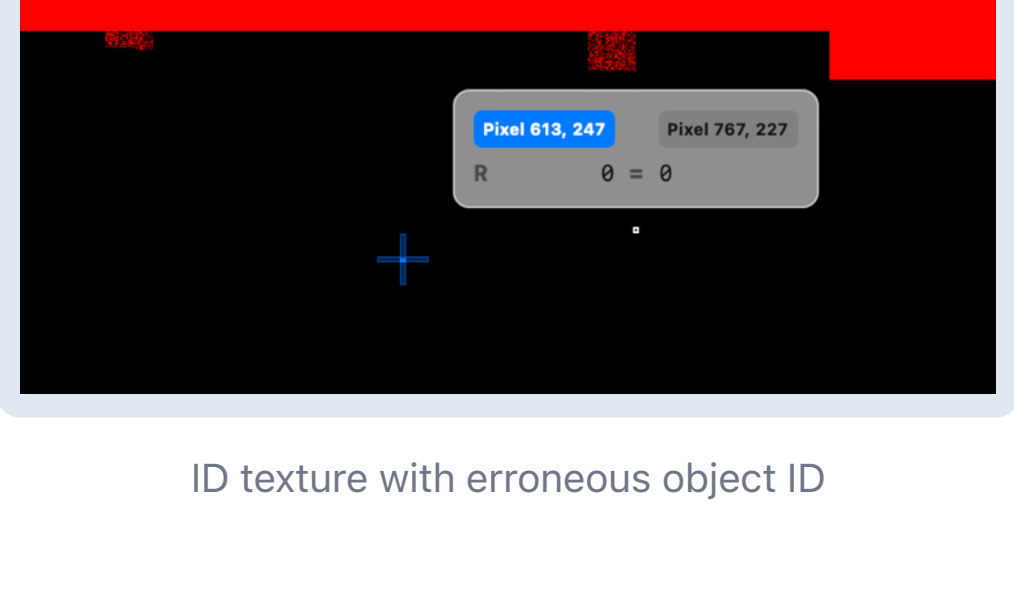 Pixel 613, 247 Pixel 767, 227
R 0 = 0
ID texture with erroneous object ID